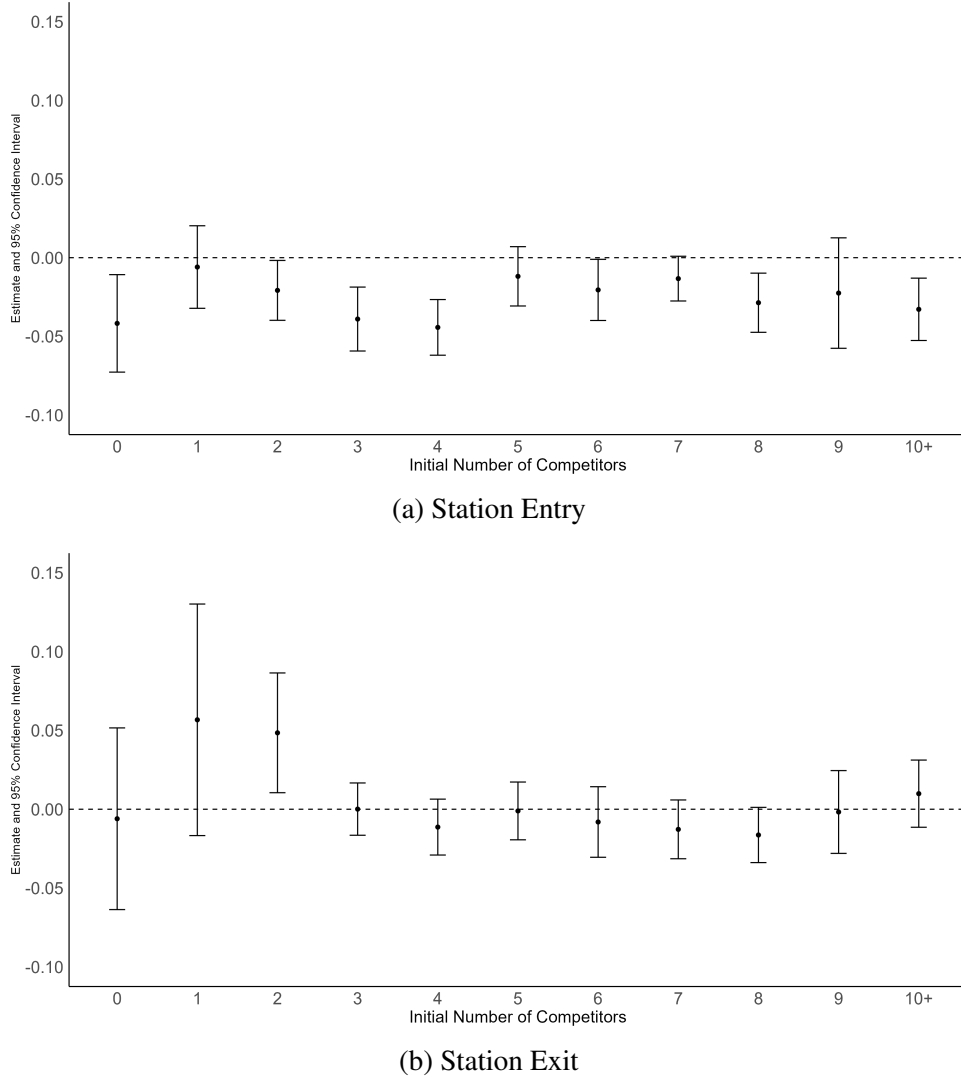 0.15
0.10
0.05
0.00
-0.05
-0.10
Estimate and 95% Confidence Interval
0 1 2 3 4 5 6 7 8 9 10+
Initial Number of Competitors
(a) Station Entry
0.15
0.10
0.05
0.00
-0.05
-0.10
Estimate and 95% Confidence Interval
0 1 2 3 4 5 6 7 8 9 10+
Initial Number of Competitors
(b) Station Exit